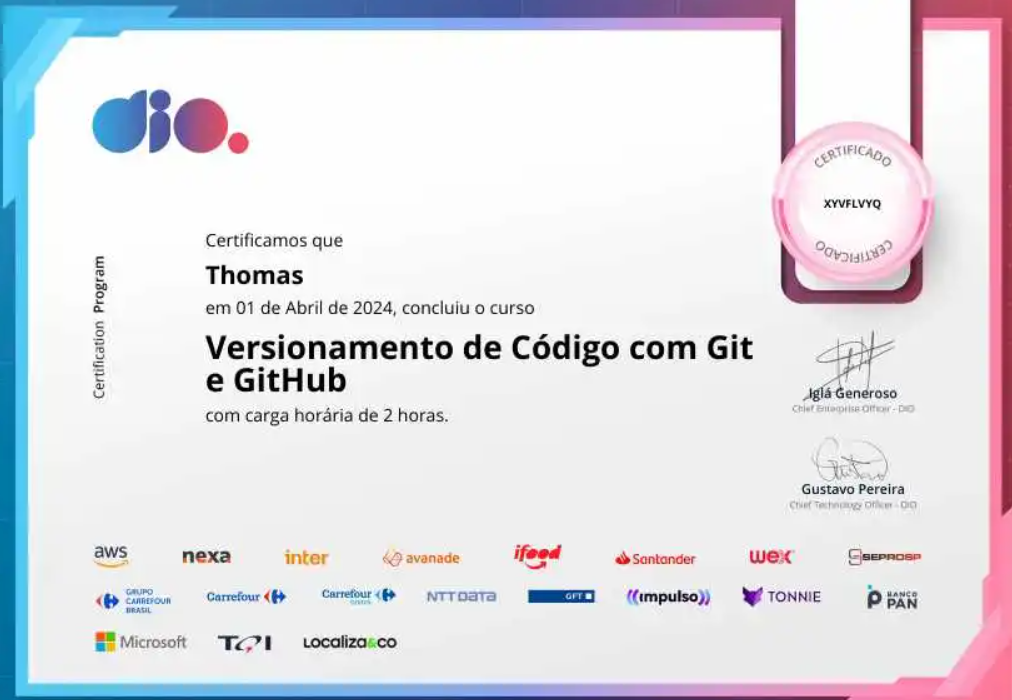 dio.
CERTIFICADO
XYVFLVYQ
CERTIFICADO
Certification Program
Certificamos que
Thomas
em 01 de Abril de 2024, concluiu o curso
Versionamento de Código com Git
e GitHub
com carga horária de 2 horas.
Iglá Generoso
Chief Enterprise Officer - DIO
Gustavo Pereira
Chief Technology Officer - DIO
aws nexa inter avanade ifood Santander wex SEPROSP
GRUPO
CARREFOUR
BRASIL
Carrefour Carrefour NTT DATA GFT ((impulso)) TONNIE BANCO
PAN
Microsoft TQI LOCALIZA&CO